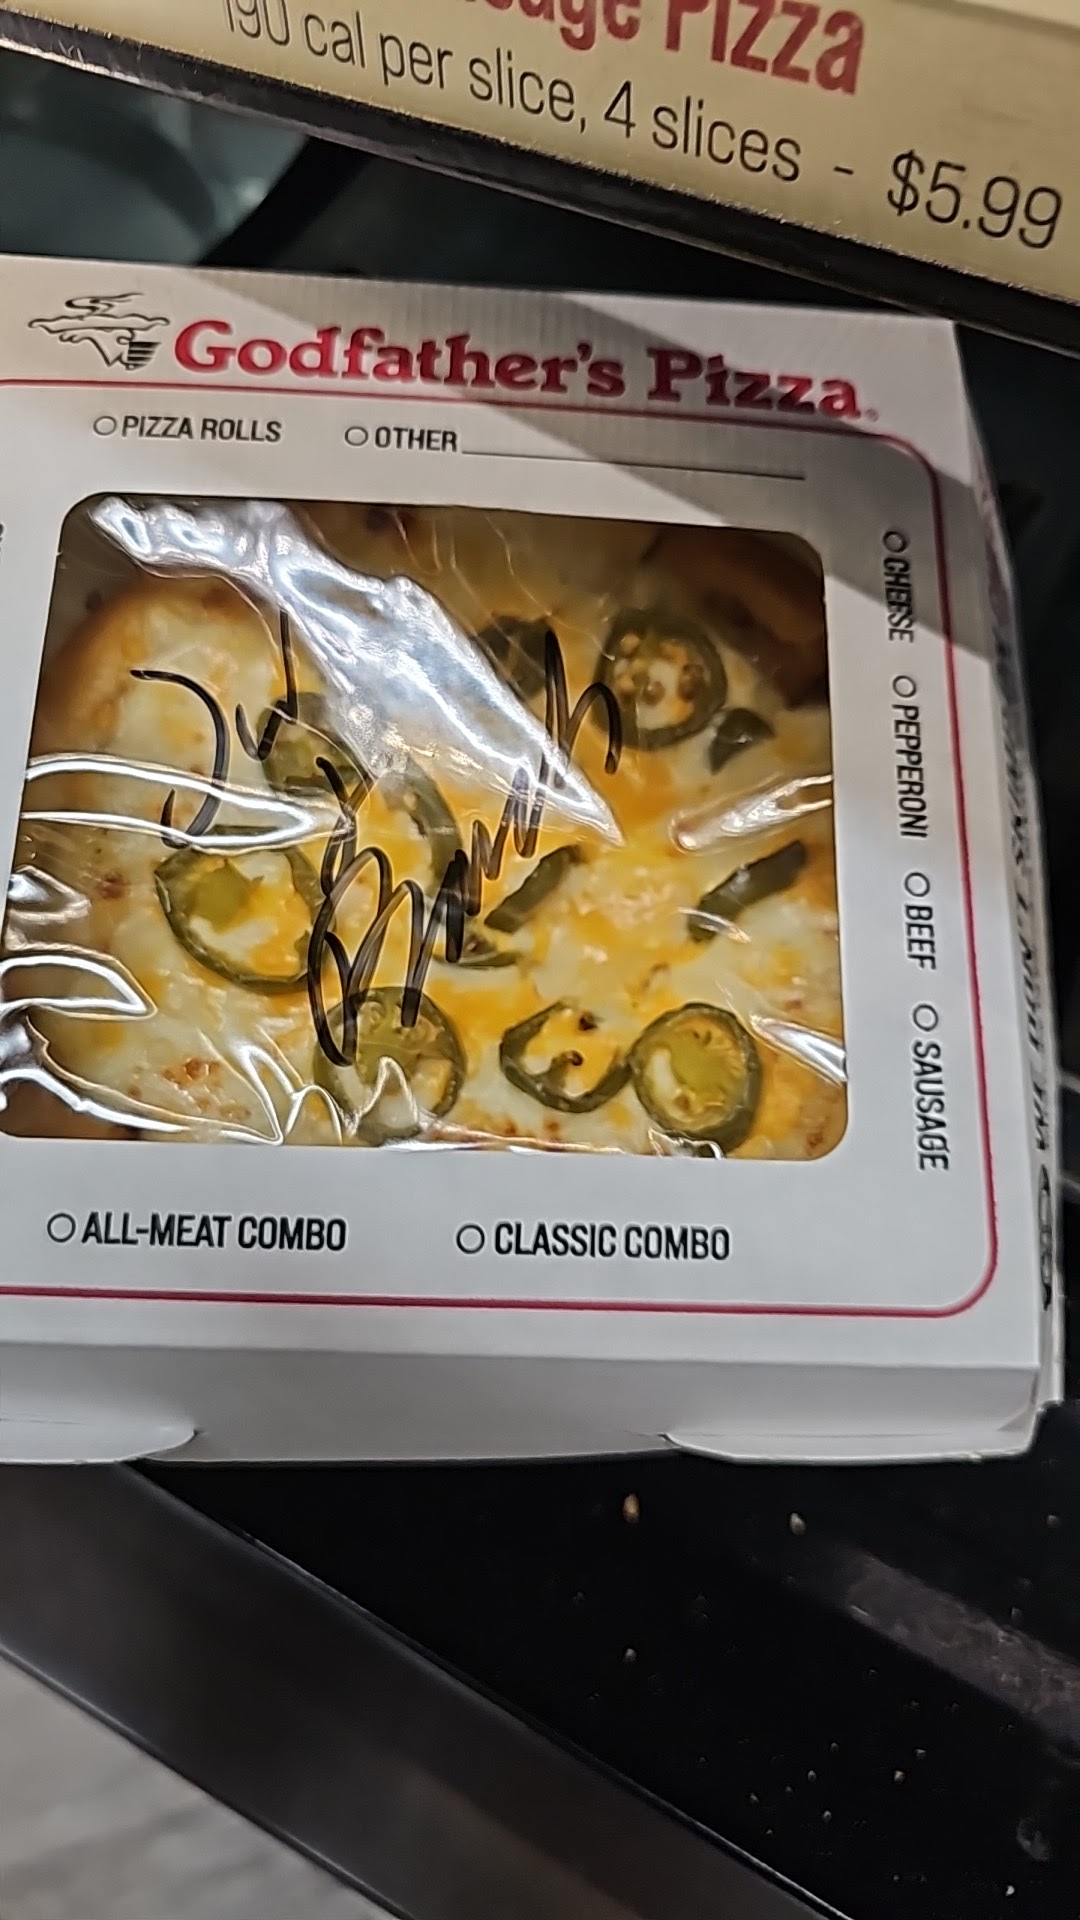 Pizza
190 cal per slice, 4 slices - $5.99
Godfather's Pizza®
PIZZA ROLLS OTHER
CHEESE PEPPERONI BEEF SAUSAGE
ALL-MEAT COMBO CLASSIC COMBO